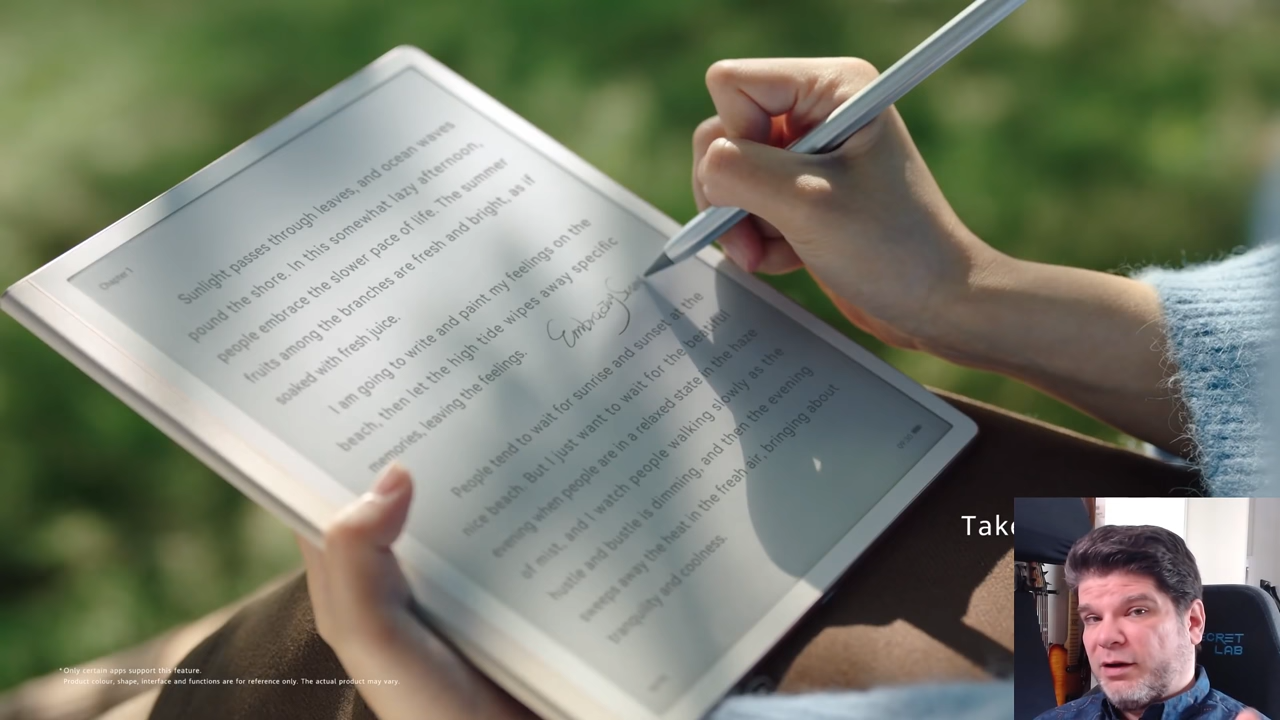 Chapter 1
Sunlight passes through leaves, and ocean waves
pound the shore. In this somewhat lazy afternoon,
people embrace the slower pace of life. The summer
fruits among the branches are fresh and bright, as if
soaked with fresh juice.
I am going to write and paint my feelings on the
beach, then let the high tide wipes away specific
memories, leaving the feelings.
Embracing
People tend to wait for sunrise and sunset at the
nice beach. But I just want to wait for the beautiful
evening when people are in a relaxed state in the haze
of mist, and I watch people walking slowly as the
hustle and bustle is dimming, and then the evening
sweeps away the heat in the fresh air, bringing about
tranquility and coolness.
Take
*Only certain apps support this feature.
Product colour, shape, interface and functions are for reference only. The actual product may vary.
CRET
LAB